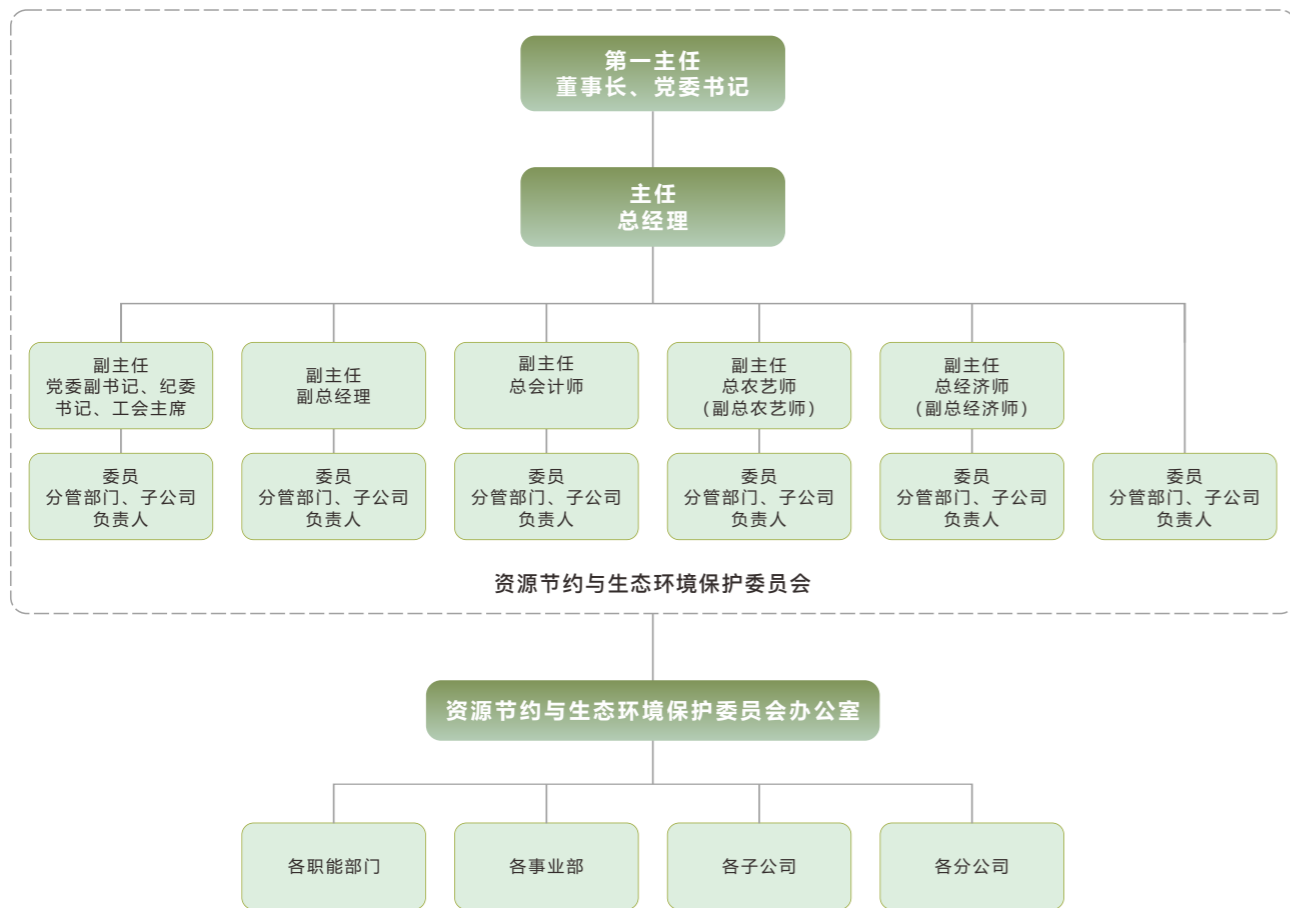 第一主任
董事长、党委书记
主任
总经理
副主任
党委副书记、纪委
书记、工会主席
副主任
副总经理
副主任
总会计师
副主任
总农艺师
（副总农艺师）
副主任
总经济师
（副总经济师）
委员
分管部门、子公司
负责人
委员
分管部门、子公司
负责人
委员
分管部门、子公司
负责人
委员
分管部门、子公司
负责人
委员
分管部门、子公司
负责人
委员
分管部门、子公司
负责人
资源节约与生态环境保护委员会
资源节约与生态环境保护委员会办公室
各职能部门
各事业部
各子公司
各分公司